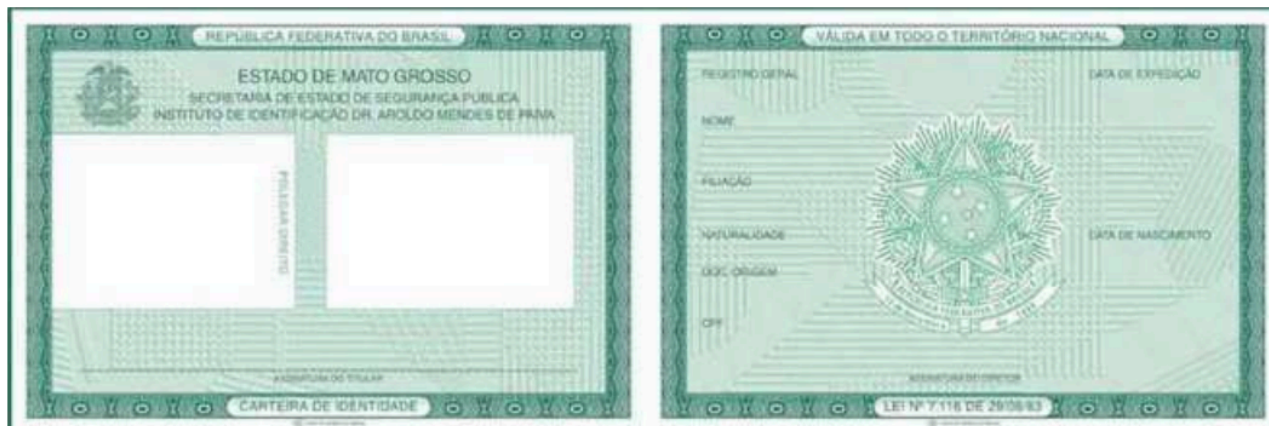 REPÚBLICA FEDERATIVA DO BRASIL
ESTADO DE MATO GROSSO
SECRETARIA DE ESTADO DE SEGURANÇA PÚBLICA
INSTITUTO DE IDENTIFICAÇÃO DR. AROLDO MENDES DE PAIVA
POLEGAR DIREITO
ASSINATURA DO TITULAR
CARTEIRA DE IDENTIDADE
VÁLIDA EM TODO O TERRITÓRIO NACIONAL
REGISTRO GERAL DATA DE EXPEDIÇÃO
NOME
FILIAÇÃO
NATURALIDADE DATA DE NASCIMENTO
DOC. ORIGEM
CPF
ASSINATURA DO DIRETOR
LEI Nº 7.116 DE 29/08/83